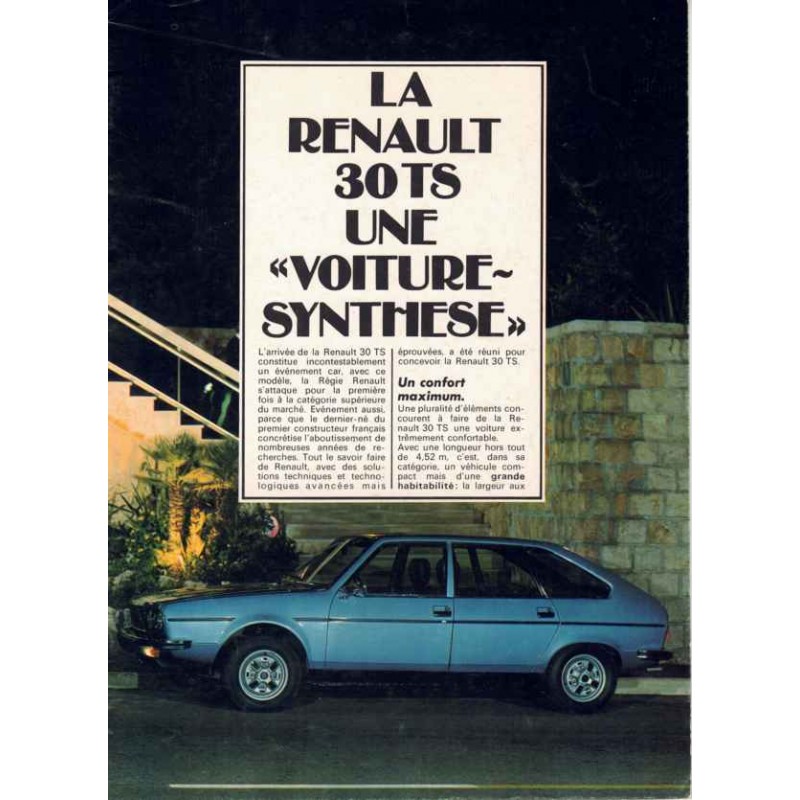 LA
RENAULT
30 TS
UNE
«VOITURE~
SYNTHESE»
L'arrivée de la Renault 30 TS
constitue incontestablement
un événement car, avec ce
modèle, la Régie Renault
s'attaque pour la première
fois à la catégorie supérieure
du marché. Evénement aussi,
parce que le dernier-né du
premier constructeur français
concrétise l'aboutissement de
nombreuses années de re-
cherches. Tout le savoir faire
de Renault, avec des solu-
tions techniques et techno-
logiques avancées mais
éprouvées, a été réuni pour
concevoir la Renault 30 TS.
Un confort
maximum.
Une pluralité d'éléments con-
courent à faire de la Re-
nault 30 TS une voiture ex-
trêmement confortable.
Avec une longueur hors tout
de 4,52 m, c'est, dans sa
catégorie, un véhicule com-
pact mais d'une grande
habitabilité : la largeur aux